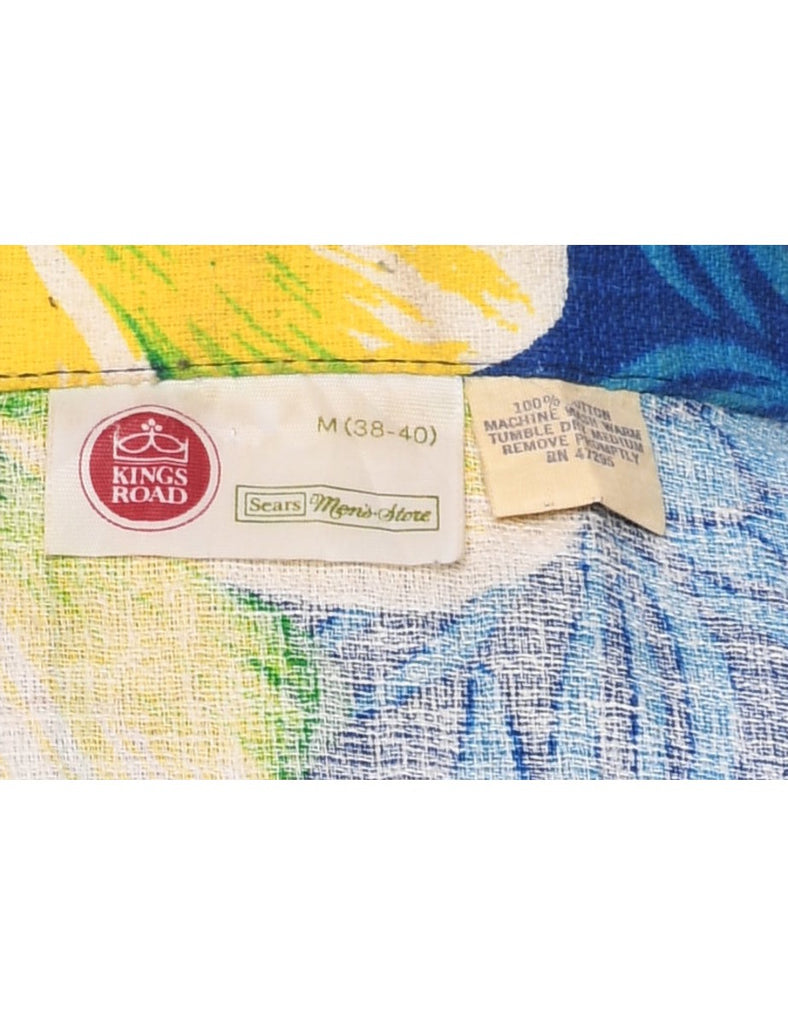 KINGS
ROAD
M (38-40)
Sears Men's Store
100% COTTON
MACHINE WASH WARM
TUMBLE DRY MEDIUM
REMOVE PROMPTLY
RN 47295